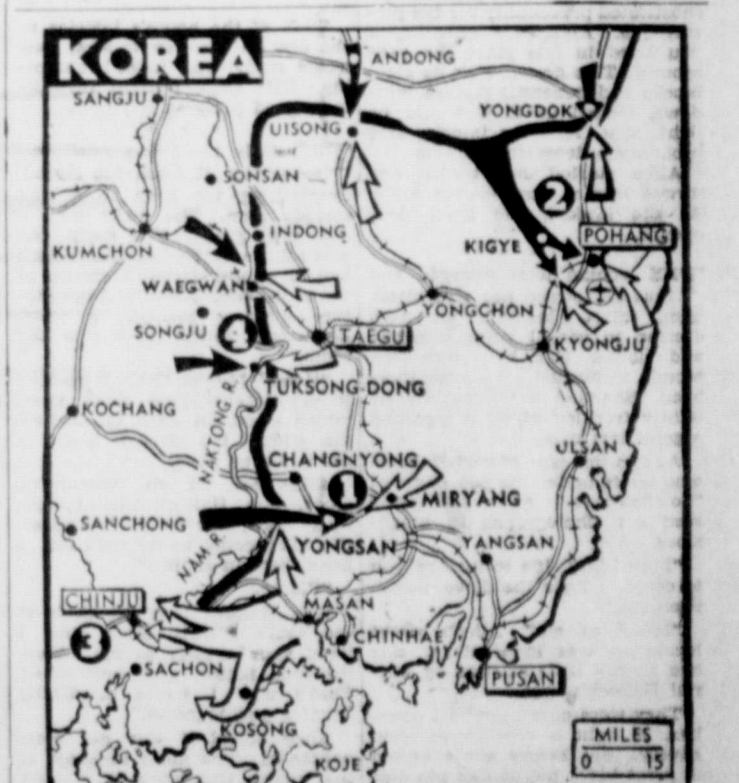 KOREA
ANDONG
SANGJU
YONGDOK
UISONG
SONSAN
2
INDONG
POHANG
KIGYE
KUMCHON
WAEGWAN
YONGCHON
SONGJU
4
TAEGU
KYONGJU
TUKSONG-DONG
KOCHANG
NAKTONG R.
ULSAN
CHANGNYONG
1
MIRYANG
SANCHONG
YONGSAN
YANGSAN
NAM R.
CHINJU
MASAN
CHINHAE
3
SACHON
PUSAN
KOSONG
KOJE
MILES
0 15